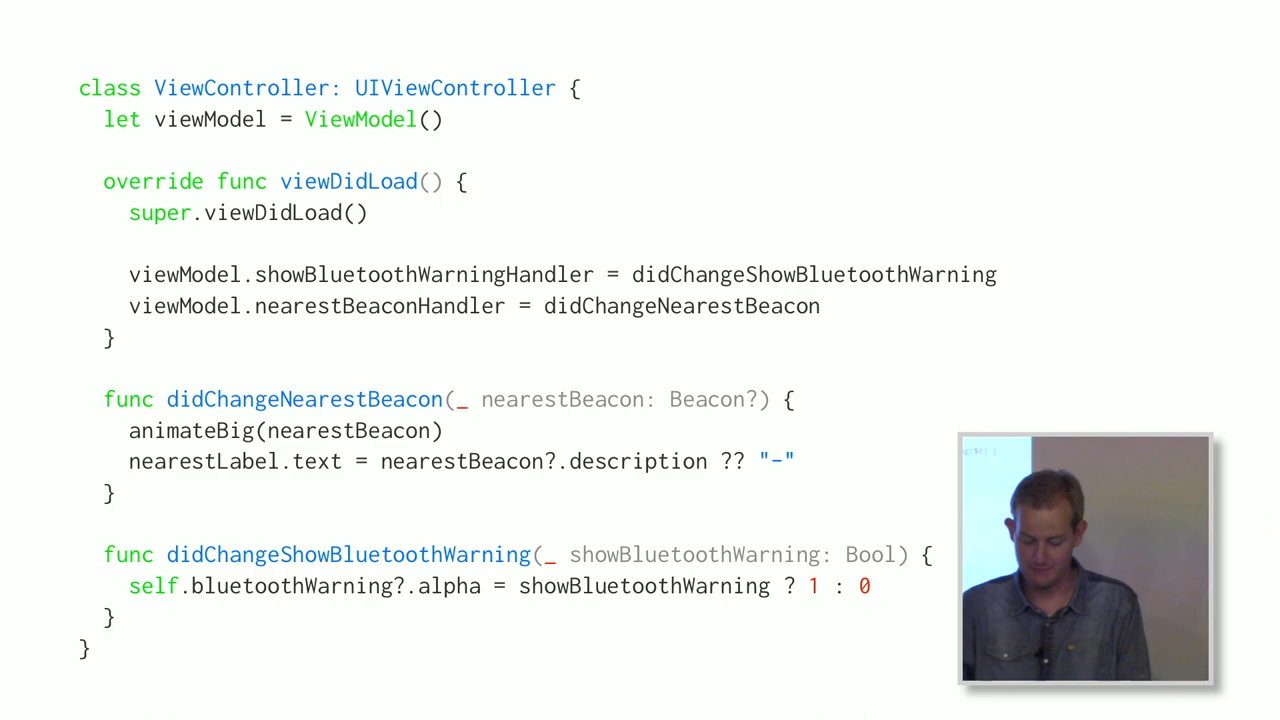 class ViewController: UIViewController {
let viewModel = ViewModel()
override func viewDidLoad() {
super.viewDidLoad()
viewModel.showBluetoothWarningHandler = didChangeShowBluetoothWarning
viewModel.nearestBeaconHandler = didChangeNearestBeacon
}
func didChangeNearestBeacon(_ nearestBeacon: Beacon?) {
animateBig(nearestBeacon)
nearestLabel.text = nearestBeacon?.description ?? "-"
}
func didChangeShowBluetoothWarning(_ showBluetoothWarning: Bool) {
self.bluetoothWarning?.alpha = showBluetoothWarning ? 1 : 0
}
}